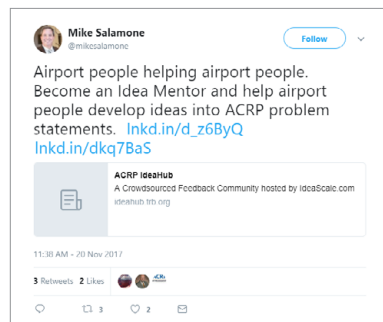 Mike Salamone
@mikesalamone
Follow
Airport people helping airport people.
Become an Idea Mentor and help airport
people develop ideas into ACRP problem
statements. lnkd.in/d_z6ByQ
lnkd.in/dkq7BaS
ACRP IdeaHub
A Crowdsourced Feedback Community hosted by IdeaScale.com
ideahub.trb.org
11:38 AM - 20 Nov 2017
3 Retweets 2 Likes
3 2